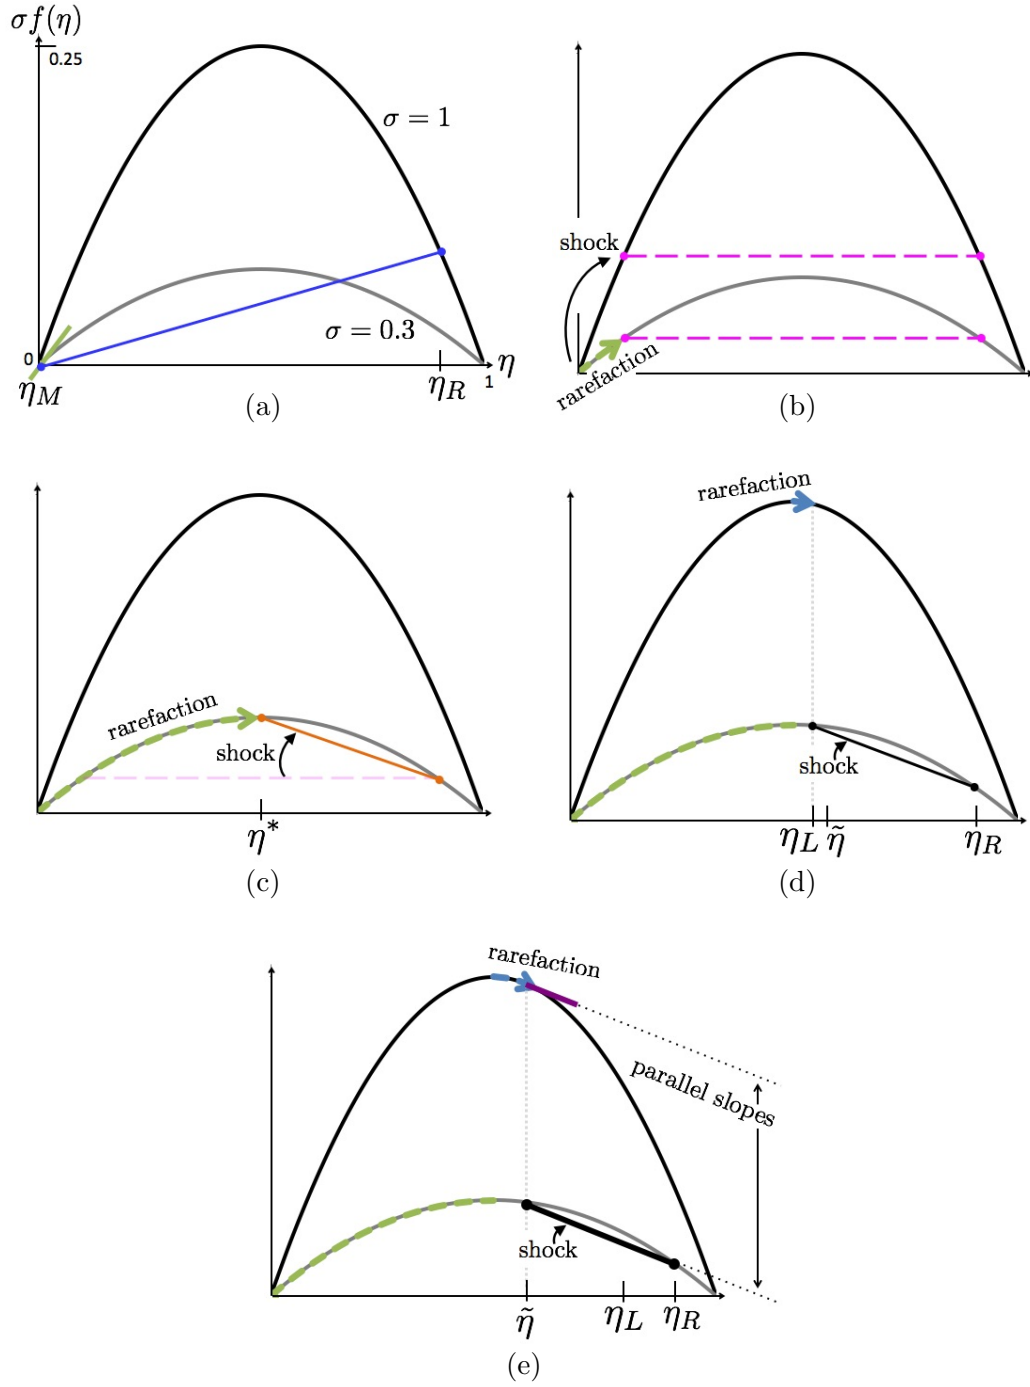 σf(η)
0.25
σ = 1
σ = 0.3
0
η_M
η_R
1
η
(a)
shock
rarefaction
(b)
rarefaction
shock
η*
(c)
rarefaction
shock
η_L η̃
η_R
(d)
rarefaction
parallel slopes
shock
η̃
η_L
η_R
(e)